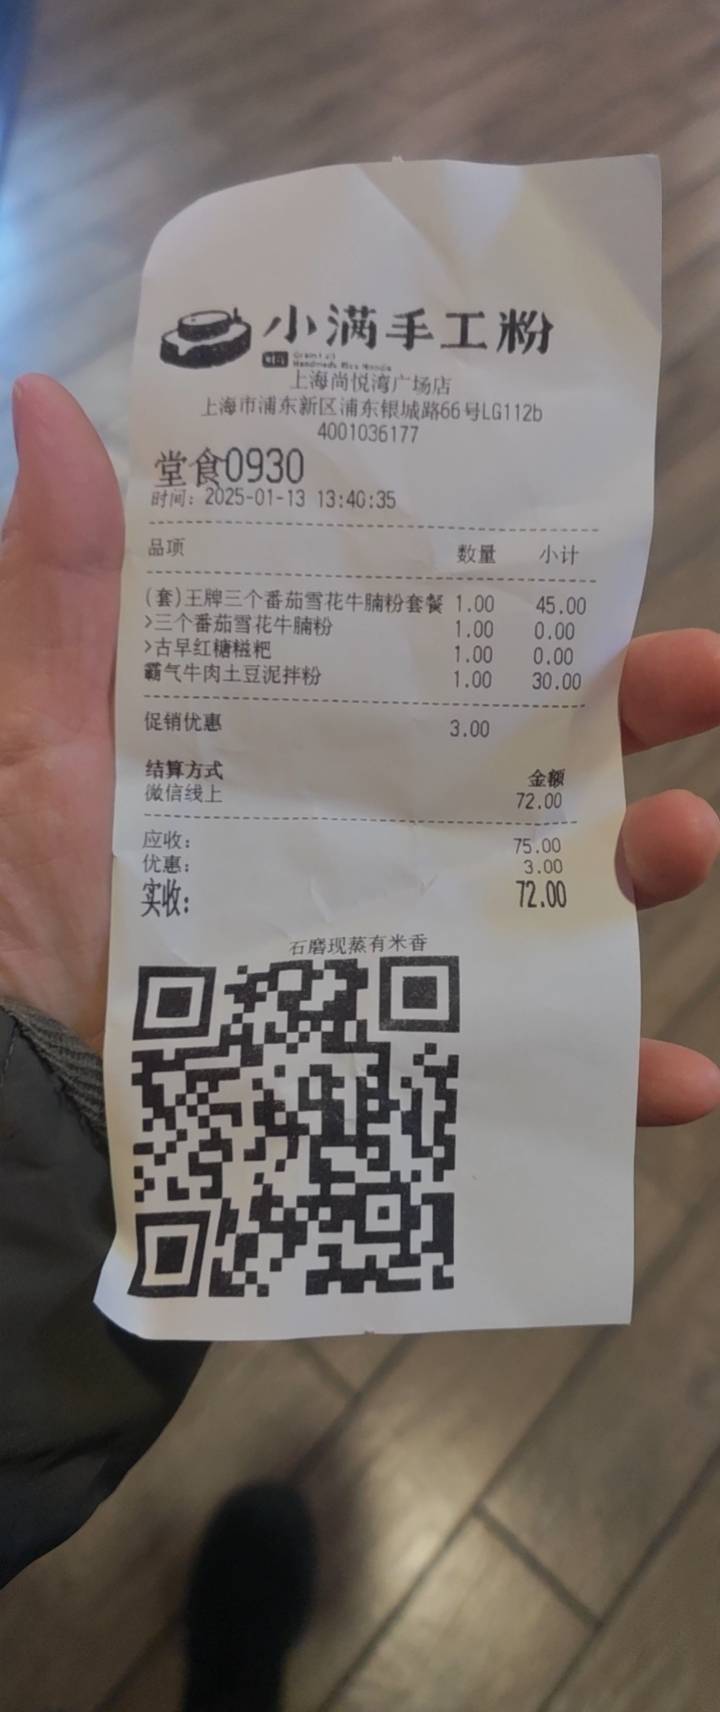 小满手工粉
Grain Full
Handmade Rice Noodle
上海尚悦湾广场店
上海市浦东新区浦东银城路66号LG112b
4001036177
堂食0930
时间：2025-01-13 13:40:35
品项 数量 小计
(套)王牌三个番茄雪花牛腩粉套餐 1.00 45.00
>三个番茄雪花牛腩粉 1.00 0.00
>古早红糖糍粑 1.00 0.00
霸气牛肉土豆泥拌粉 1.00 30.00
促销优惠 3.00
结算方式 金额
微信线上 72.00
应收： 75.00
优惠： 3.00
实收： 72.00
石磨现蒸有米香